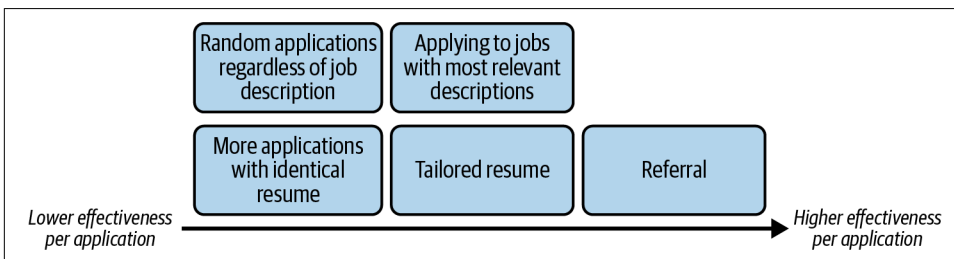 Random applications
regardless of job
description
Applying to jobs
with most relevant
descriptions
More applications
with identical
resume
Tailored resume
Referral
Lower effectiveness
per application
Higher effectiveness
per application